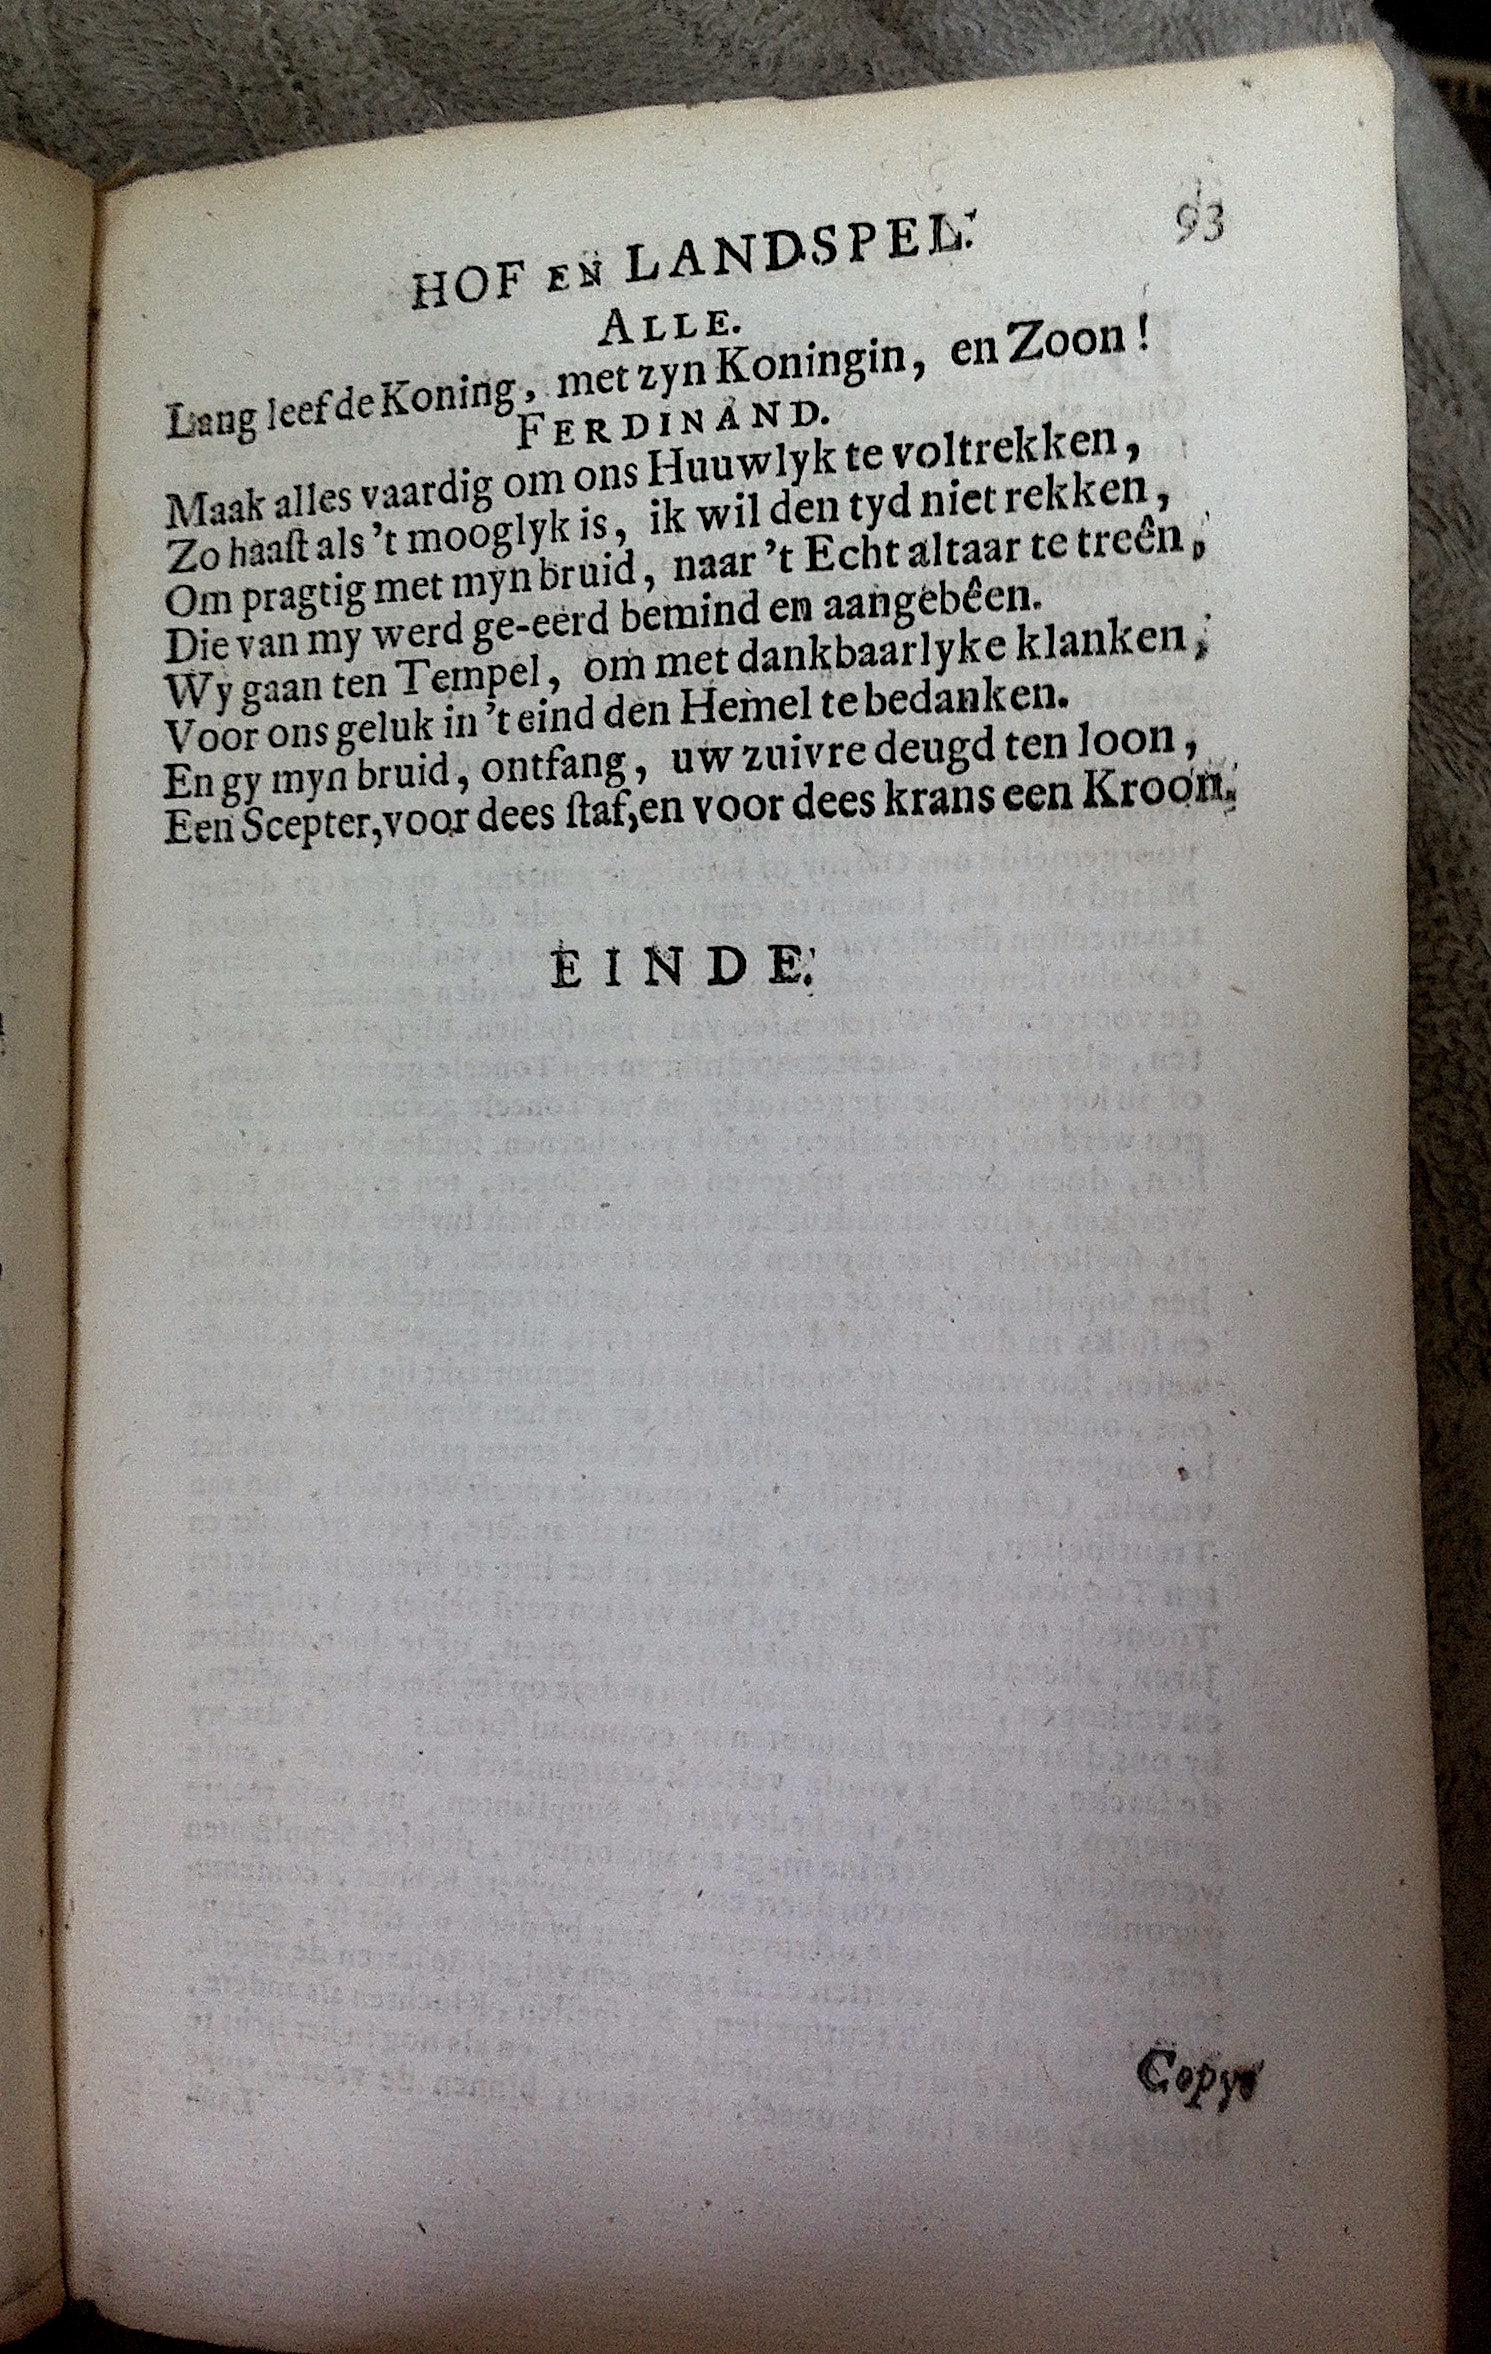 HOF EN LANDSPEL. 93
ALLE.
Lang leef de Koning, met zyn Koningin, en Zoon!
FERDINAND.
Maak alles vaardig om ons Huuwlyk te voltrekken,
Zo haaſt als 't mooglyk is, ik wil den tyd niet rekken,
Om pragtig met myn bruid, naar 't Echt altaar te treên,
Die van my werd ge-eerd bemind en aangebêen.
Wy gaan ten Tempel, om met dankbaarlyke klanken,
Voor ons geluk in 't eind den Hemel te bedanken.
En gy myn bruid, ontfang, uw zuivre deugd ten loon,
Een Scepter, voor dees ſtaf, en voor dees krans een Kroon.
EINDE.
Copye